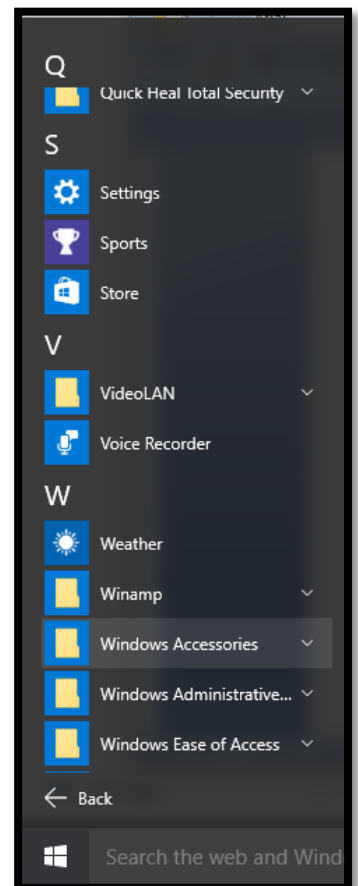 Q
Quick Heal Total Security
S
Settings
Sports
Store
V
VideoLAN
Voice Recorder
W
Weather
Winamp
Windows Accessories
Windows Administrative...
Windows Ease of Access
Back
Search the web and Wind